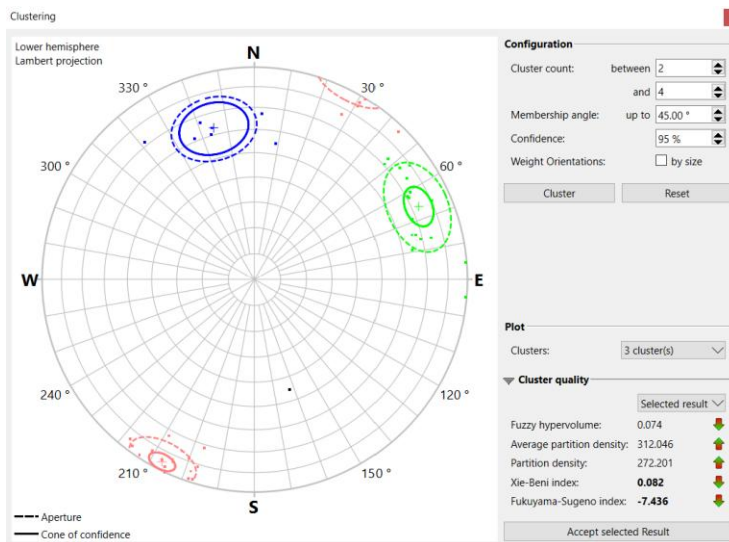 Clustering
Lower hemisphere
Lambert projection
N
330 °
30 °
300 °
60 °
W
E
240 °
120 °
210 °
150 °
S
Aperture
Cone of confidence
Configuration
Cluster count: between 2
and 4
Membership angle: up to 45.00 °
Confidence: 95 %
Weight Orientations: by size
Cluster Reset
Plot
Clusters: 3 cluster(s)
Cluster quality
Selected result
Fuzzy hypervolume: 0.074
Average partition density: 312.046
Partition density: 272.201
Xie-Beni index: 0.082
Fukuyama-Sugeno index: -7.436
Accept selected Result